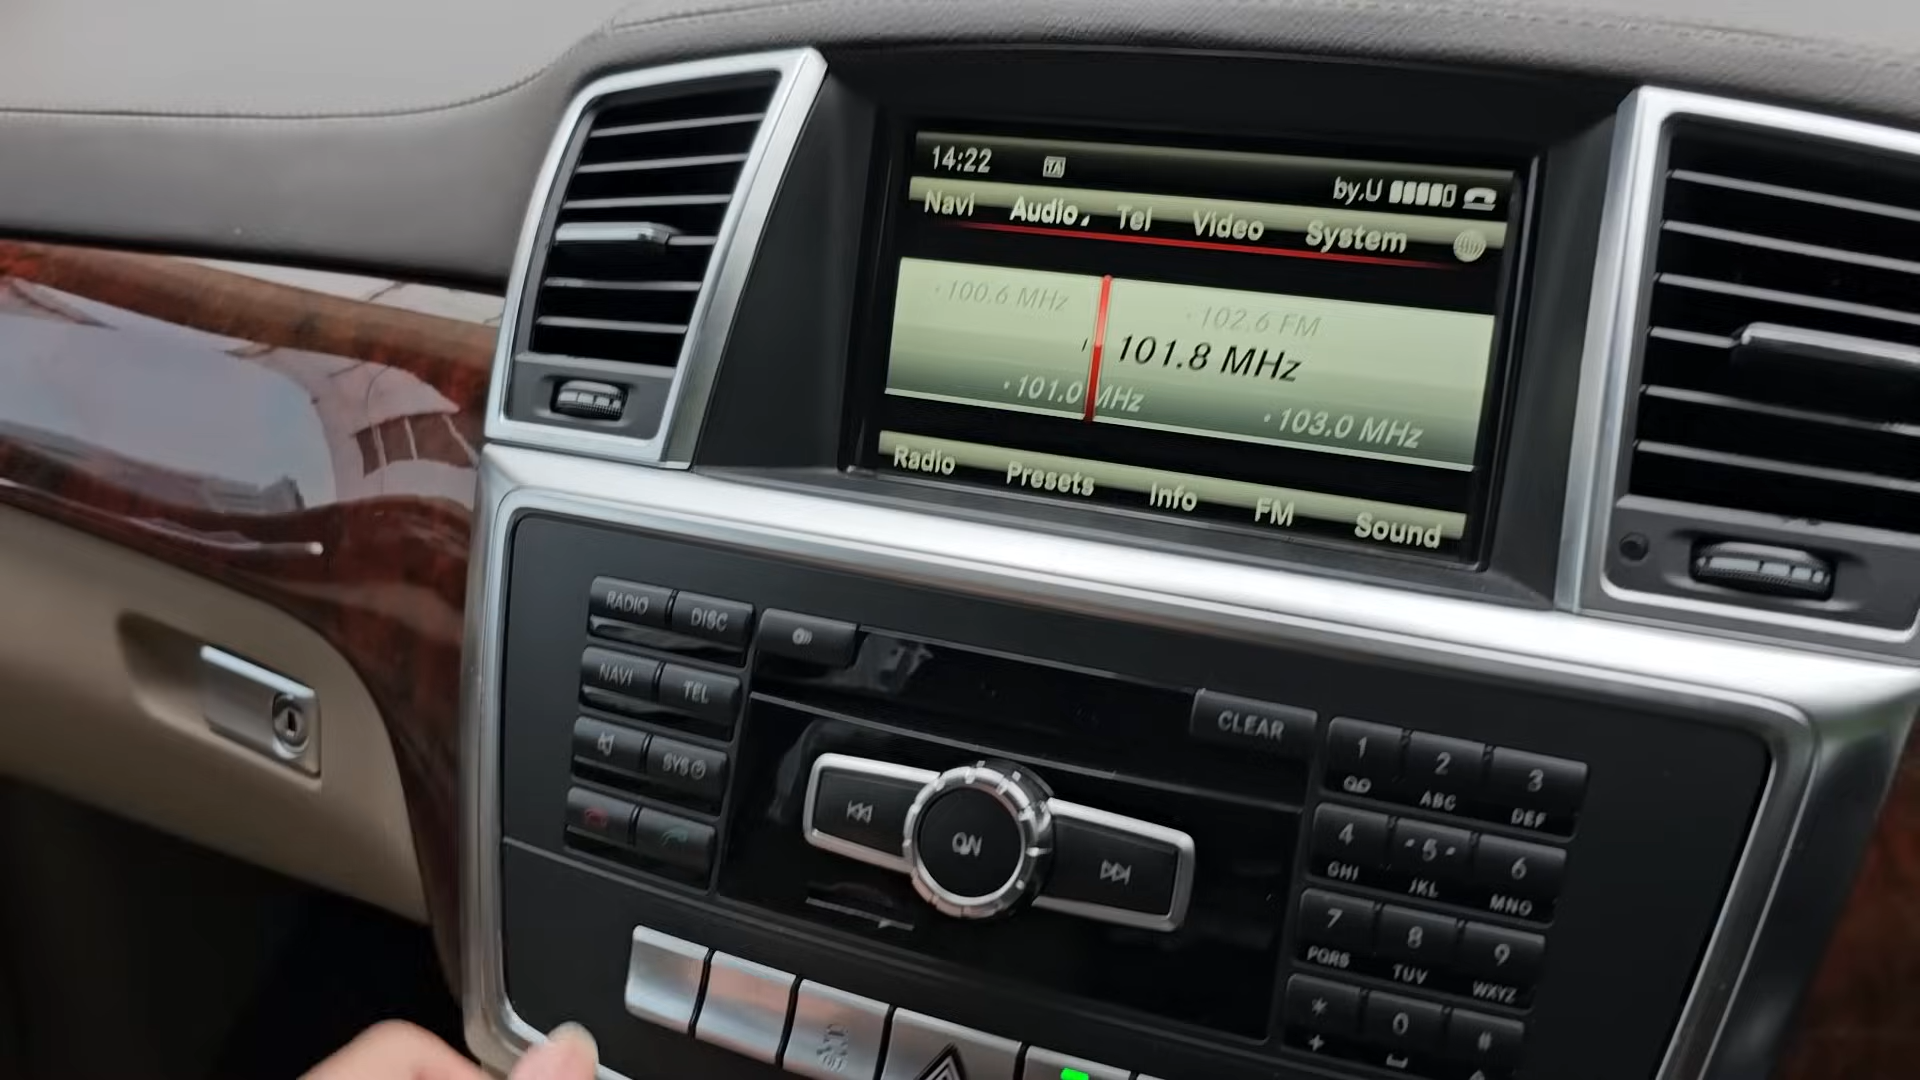 14:22 TA by.U
Navi Audio Tel Video System
100.6 MHz 102.6 FM
101.8 MHz
101.0 MHz 103.0 MHz
Radio Presets Info FM Sound
RADIO DISC
NAVI TEL
SYS
CLEAR
ON
1 2 3
ABC DEF
4 5 6
GHI JKL MNO
7 8 9
PQRS TUV WXYZ
* 0 #
+